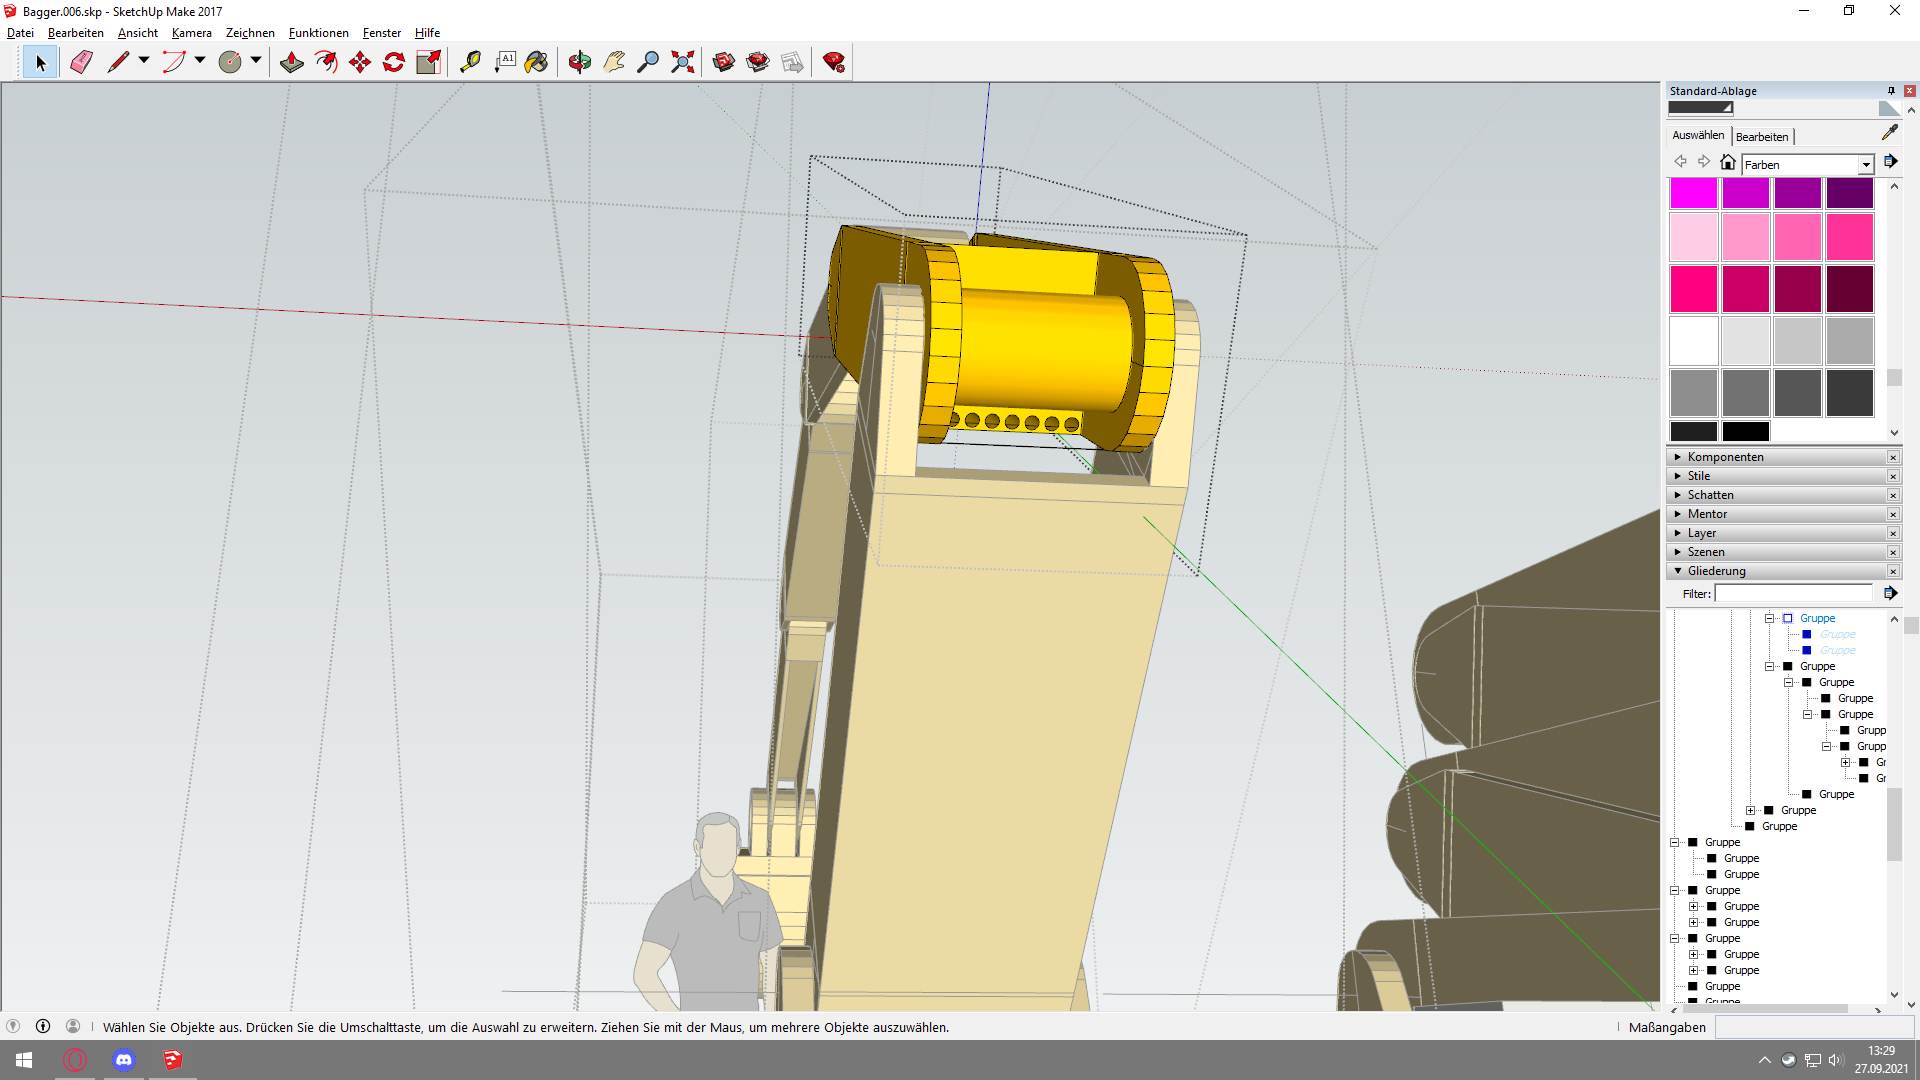 Bagger.006.skp - SketchUp Make 2017
Datei Bearbeiten Ansicht Kamera Zeichnen Funktionen Fenster Hilfe
A1
Standard-Ablage
Auswählen Bearbeiten
Farben
Komponenten
Stile
Schatten
Mentor
Layer
Szenen
Gliederung
Filter:
Gruppe
Gruppe
Gruppe
Gruppe
Gruppe
Gruppe
Gruppe
Grupp
Grupp
Gr
Gr
Gruppe
Gruppe
Gruppe
Gruppe
Gruppe
Gruppe
Gruppe
Gruppe
Gruppe
Gruppe
Gruppe
Gruppe
Gruppe
Gruppe
Wählen Sie Objekte aus. Drücken Sie die Umschalttaste, um die Auswahl zu erweitern. Ziehen Sie mit der Maus, um mehrere Objekte auszuwählen.
Maßangaben
13:29
27.09.2021